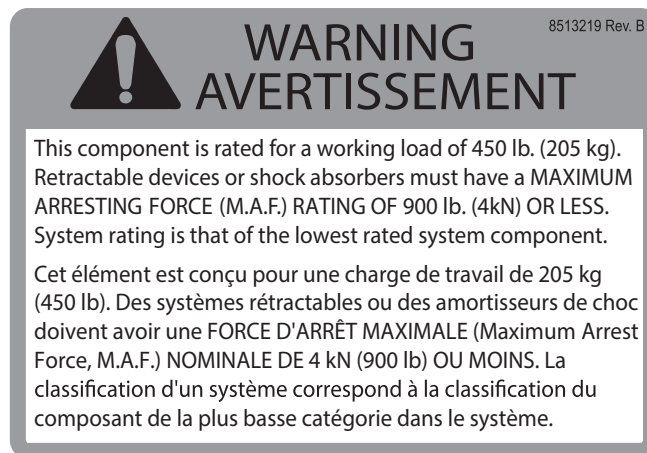 8513219 Rev. B
WARNING
AVERTISSEMENT
This component is rated for a working load of 450 lb. (205 kg).
Retractable devices or shock absorbers must have a MAXIMUM
ARRESTING FORCE (M.A.F.) RATING OF 900 lb. (4kN) OR LESS.
System rating is that of the lowest rated system component.
Cet élément est conçu pour une charge de travail de 205 kg
(450 lb). Des systèmes rétractables ou des amortisseurs de choc
doivent avoir une FORCE D'ARRÊT MAXIMALE (Maximum Arrest
Force, M.A.F.) NOMINALE DE 4 kN (900 lb) OU MOINS. La
classification d'un système correspond à la classification du
composant de la plus basse catégorie dans le système.